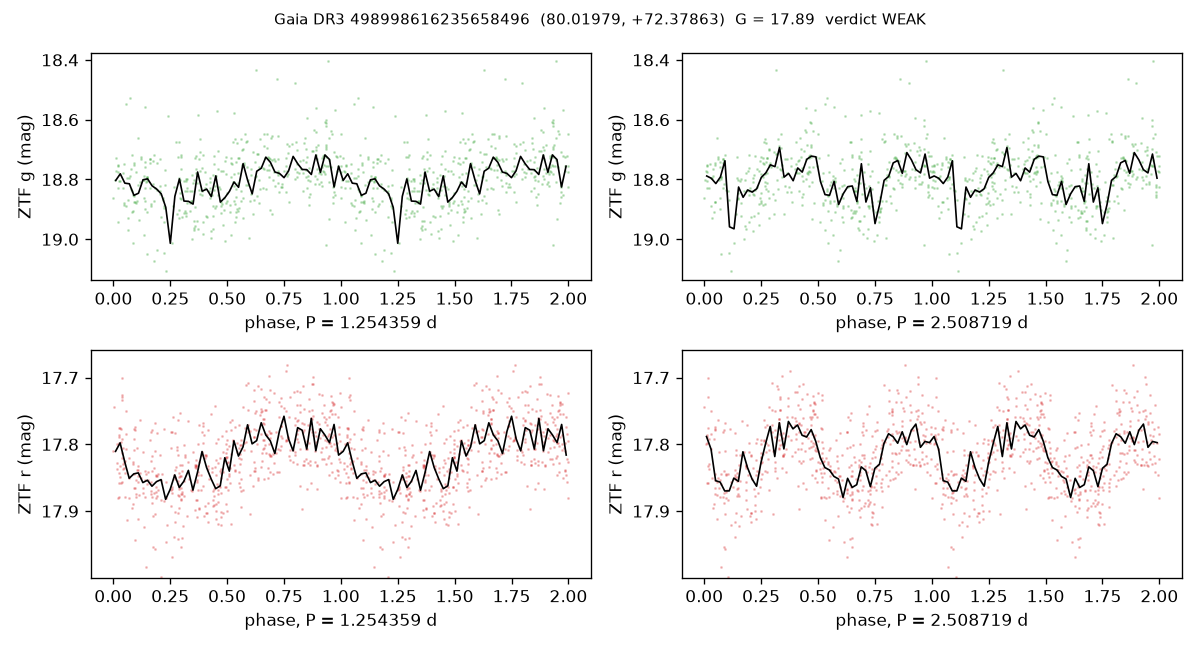 Gaia DR3 498998616235658496  (80.01979, +72.37863)  G = 17.89  verdict WEAK
18.4
18.6
18.8
19.0
ZTF g (mag)
0.00 0.25 0.50 0.75 1.00 1.25 1.50 1.75 2.00
phase, P = 1.254359 d
18.4
18.6
18.8
19.0
ZTF g (mag)
0.00 0.25 0.50 0.75 1.00 1.25 1.50 1.75 2.00
phase, P = 2.508719 d
17.7
17.8
17.9
ZTF r (mag)
0.00 0.25 0.50 0.75 1.00 1.25 1.50 1.75 2.00
phase, P = 1.254359 d
17.7
17.8
17.9
ZTF r (mag)
0.00 0.25 0.50 0.75 1.00 1.25 1.50 1.75 2.00
phase, P = 2.508719 d